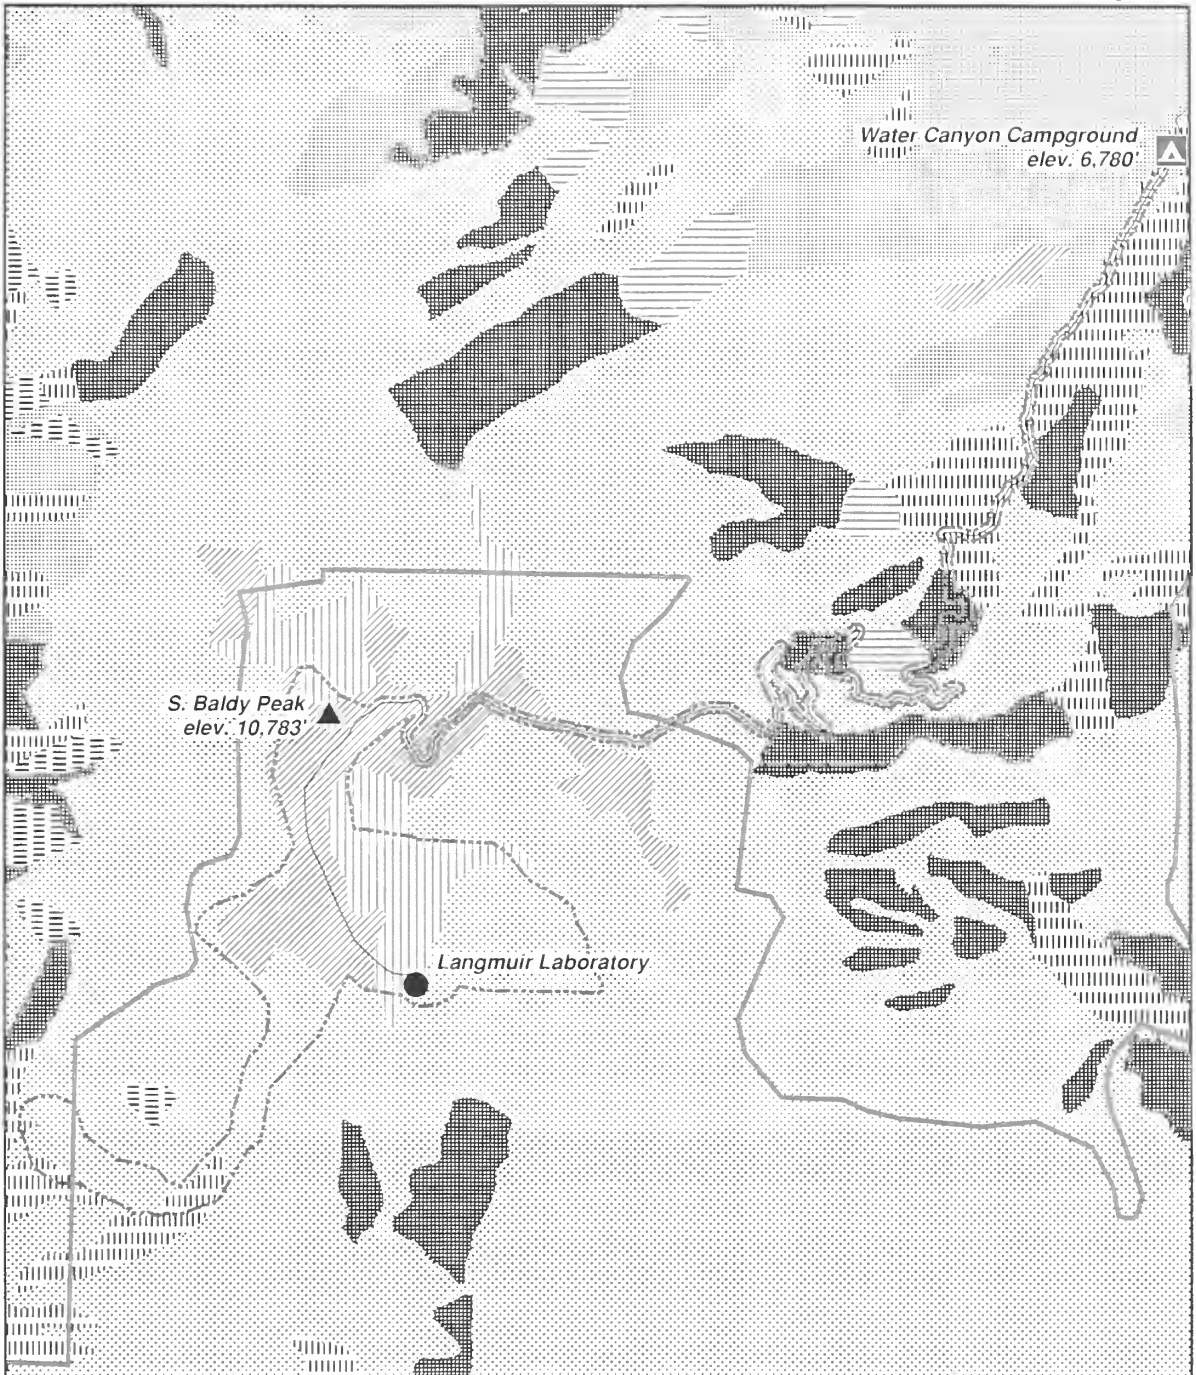 Water Canyon Campground
elev. 6,780'
S. Baldy Peak
elev. 10,783'
Langmuir Laboratory